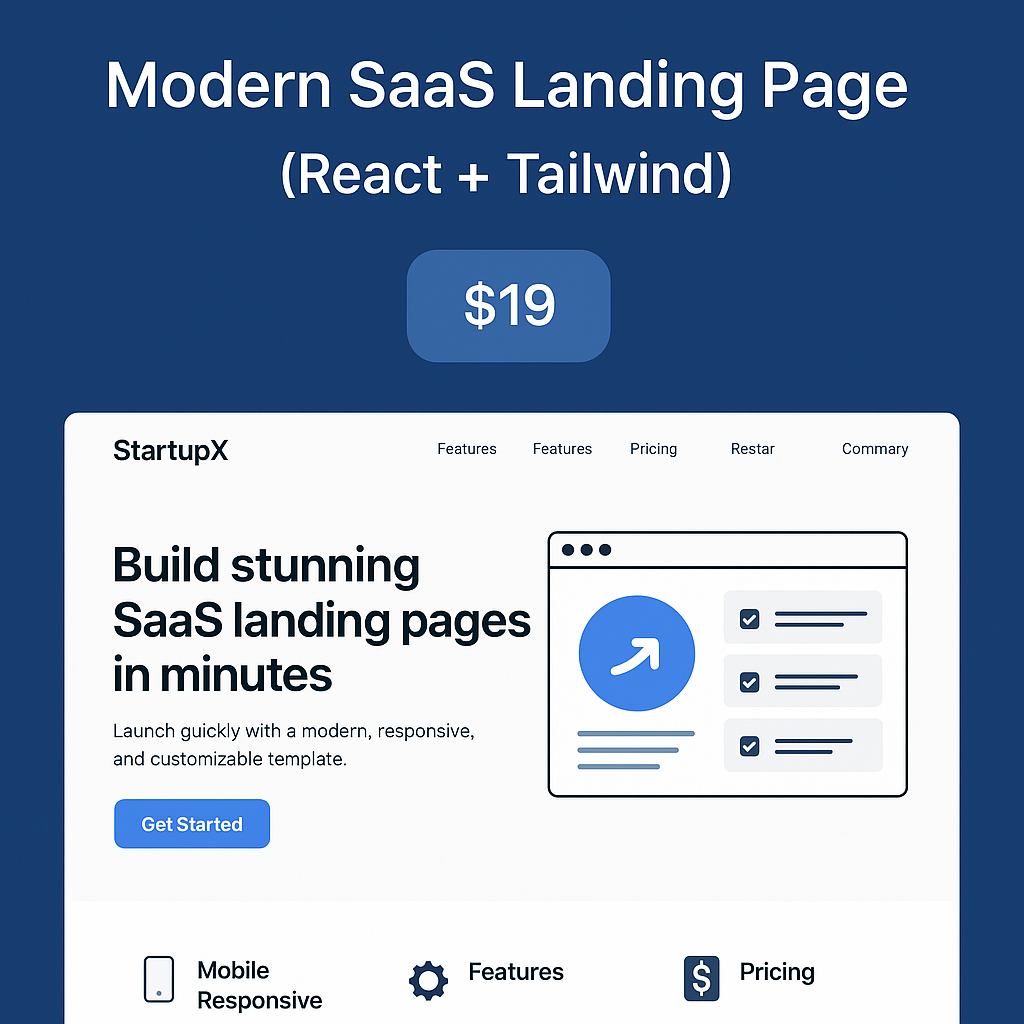 Modern SaaS Landing Page
(React + Tailwind)
$19
StartupX
Features Features Pricing Restar Commary
Build stunning
SaaS landing pages
in minutes
Launch guickly with a modern, responsive,
and customizable template.
Get Started
Mobile
Responsive
Features
$
Pricing